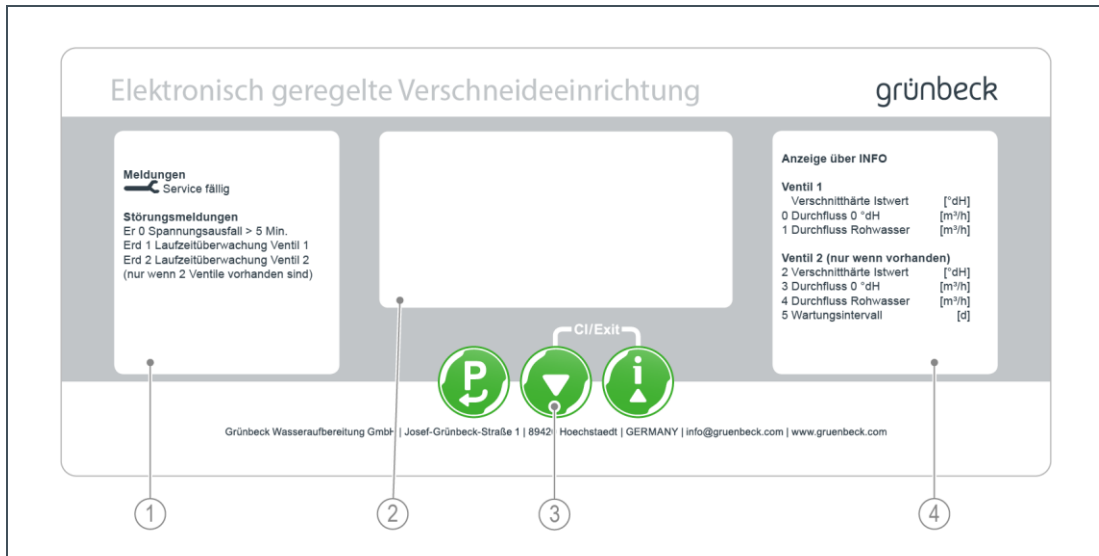 Elektronisch geregelte Verschneideeinrichtung
grünbeck
Meldungen
Service fällig
Störungsmeldungen
Er 0 Spannungsausfall > 5 Min.
Erd 1 Laufzeitüberwachung Ventil 1
Erd 2 Laufzeitüberwachung Ventil 2
(nur wenn 2 Ventile vorhanden sind)
Anzeige über INFO
Ventil 1
Verschnitthärte Istwert [°dH]
0 Durchfluss 0 °dH [m³/h]
1 Durchfluss Rohwasser [m³/h]
Ventil 2 (nur wenn vorhanden)
2 Verschnitthärte Istwert [°dH]
3 Durchfluss 0 °dH [m³/h]
4 Durchfluss Rohwasser [m³/h]
5 Wartungsintervall [d]
CI/Exit
P
i
Grünbeck Wasseraufbereitung GmbH | Josef-Grünbeck-Straße 1 | 89420 Hoechstaedt | GERMANY | info@gruenbeck.com | www.gruenbeck.com
1
2
3
4